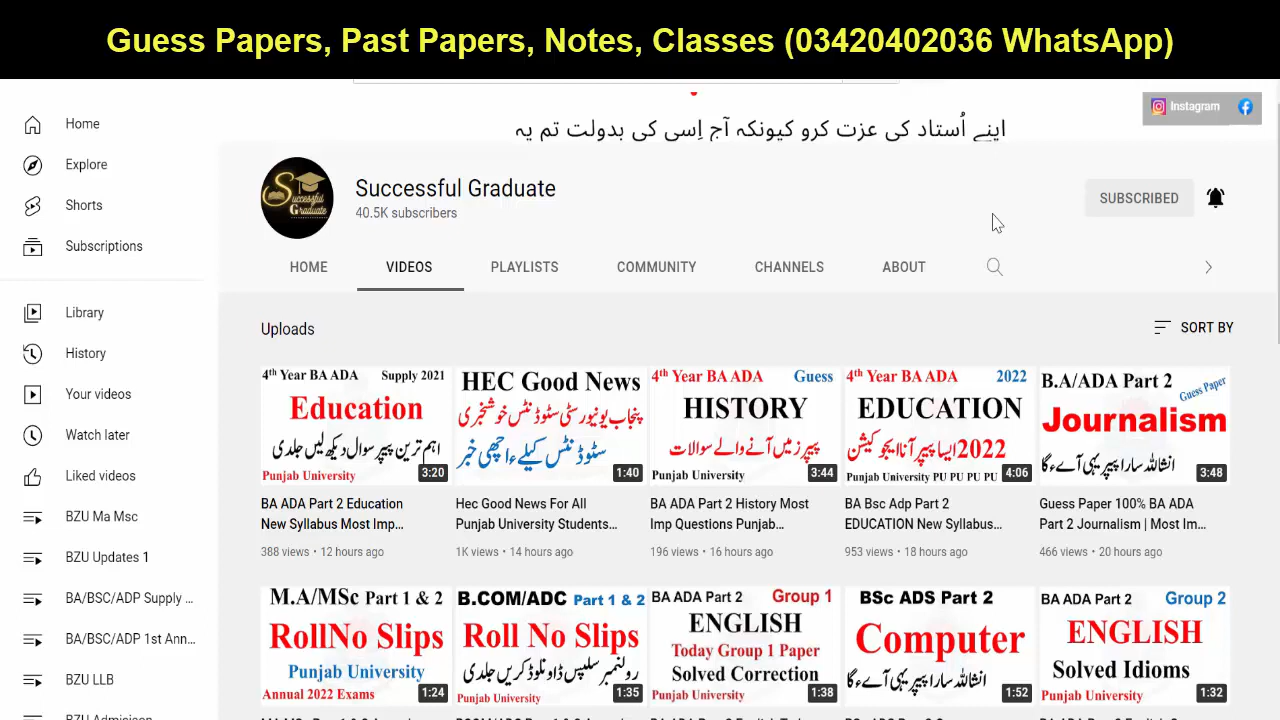 Guess Papers, Past Papers, Notes, Classes (03420402036 WhatsApp)
Instagram
اپنے اُستاد کی عزت کرو کیونکہ آج اِسی کی بدولت تم یہ
Home
Explore
Shorts
Subscriptions
Library
History
Your videos
Watch later
Liked videos
BZU Ma Msc
BZU Updates 1
BA/BSC/ADP Supply ...
BA/BSC/ADP 1st Ann...
BZU LLB
Successful Graduate
Successful Graduate
40.5K subscribers
SUBSCRIBED
HOME
VIDEOS
PLAYLISTS
COMMUNITY
CHANNELS
ABOUT
Uploads
SORT BY
4th Year BA ADA Supply 2021
Education
اہم ترین پیپر سوال دیکھ لیں جلدی
Punjab University
3:20
BA ADA Part 2 Education
New Syllabus Most Imp...
388 views • 12 hours ago
HEC Good News
پنجاب یونیورسٹی سٹوڈنٹس خوشخبری
سٹوڈنٹس کیلےء اچھی خبر
1:40
Hec Good News For All
Punjab University Students...
1K views • 14 hours ago
4th Year BA ADA Guess
HISTORY
پیپرز میں آنے والے سوالات
Punjab University
3:44
BA ADA Part 2 History Most
Imp Questions Punjab...
196 views • 16 hours ago
4th Year BA ADA 2022
EDUCATION
2022ایسا پیپر آنا ایجوکیشن
Punjab University PU PU PU PU
4:06
BA Bsc Adp Part 2
EDUCATION New Syllabus...
953 views • 18 hours ago
B.A/ADA Part 2
Guess Paper
Journalism
انشاللہ سارا پیپر یہی آےء گا
3:48
Guess Paper 100% BA ADA
Part 2 Journalism | Most Im...
466 views • 20 hours ago
M.A/MSc Part 1 & 2
RollNo Slips
Punjab University
Annual 2022 Exams
1:24
B.COM/ADC Part 1 & 2
Roll No Slips
رولنمبر سلیپس ڈاونلوڈ کریں جلدی
Punjab University
1:35
BA ADA Part 2 Group 1
ENGLISH
Today Group 1 Paper
Solved Correction
Punjab University
1:38
BSc ADS Part 2
Computer
انشاللہ سارا پیپر یہی آےء گا
1:52
BA ADA Part 2 Group 2
ENGLISH
Solved Idioms
Punjab University
1:32